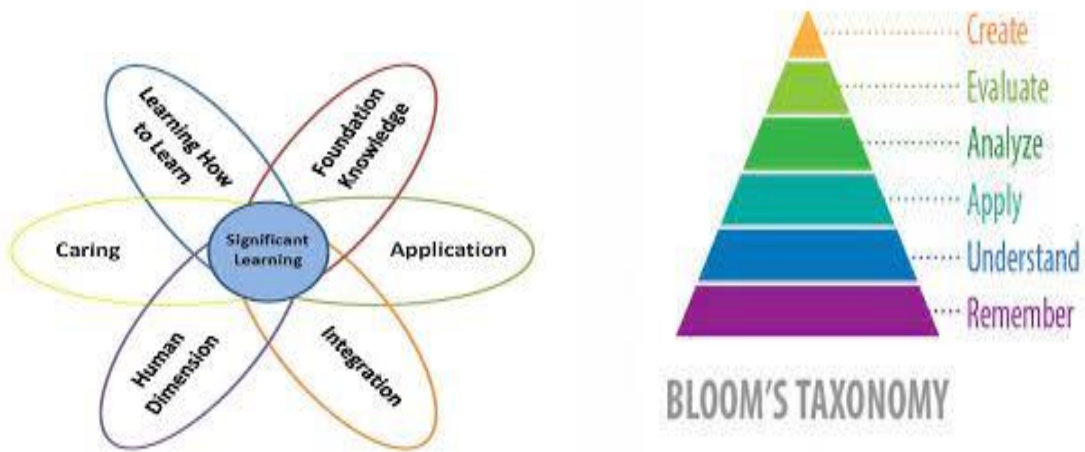 Learning How
to Learn
Foundation
Knowledge
Caring
Significant
Learning
Application
Human
Dimension
Integration
Create
Evaluate
Analyze
Apply
Understand
Remember
BLOOM'S TAXONOMY